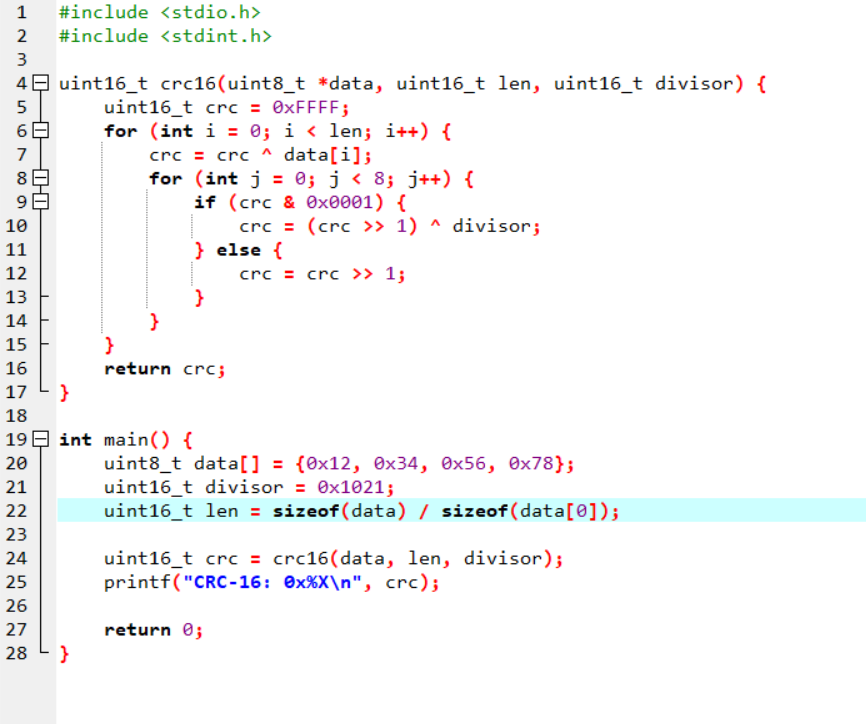 1 #include <stdio.h>
2 #include <stdint.h>
3
4 uint16_t crc16(uint8_t *data, uint16_t len, uint16_t divisor) {
5     uint16_t crc = 0xFFFF;
6     for (int i = 0; i < len; i++) {
7         crc = crc ^ data[i];
8         for (int j = 0; j < 8; j++) {
9             if (crc & 0x0001) {
10                 crc = (crc >> 1) ^ divisor;
11             } else {
12                 crc = crc >> 1;
13             }
14         }
15     }
16     return crc;
17 }
18
19 int main() {
20     uint8_t data[] = {0x12, 0x34, 0x56, 0x78};
21     uint16_t divisor = 0x1021;
22     uint16_t len = sizeof(data) / sizeof(data[0]);
23
24     uint16_t crc = crc16(data, len, divisor);
25     printf("CRC-16: 0x%X\n", crc);
26
27     return 0;
28 }